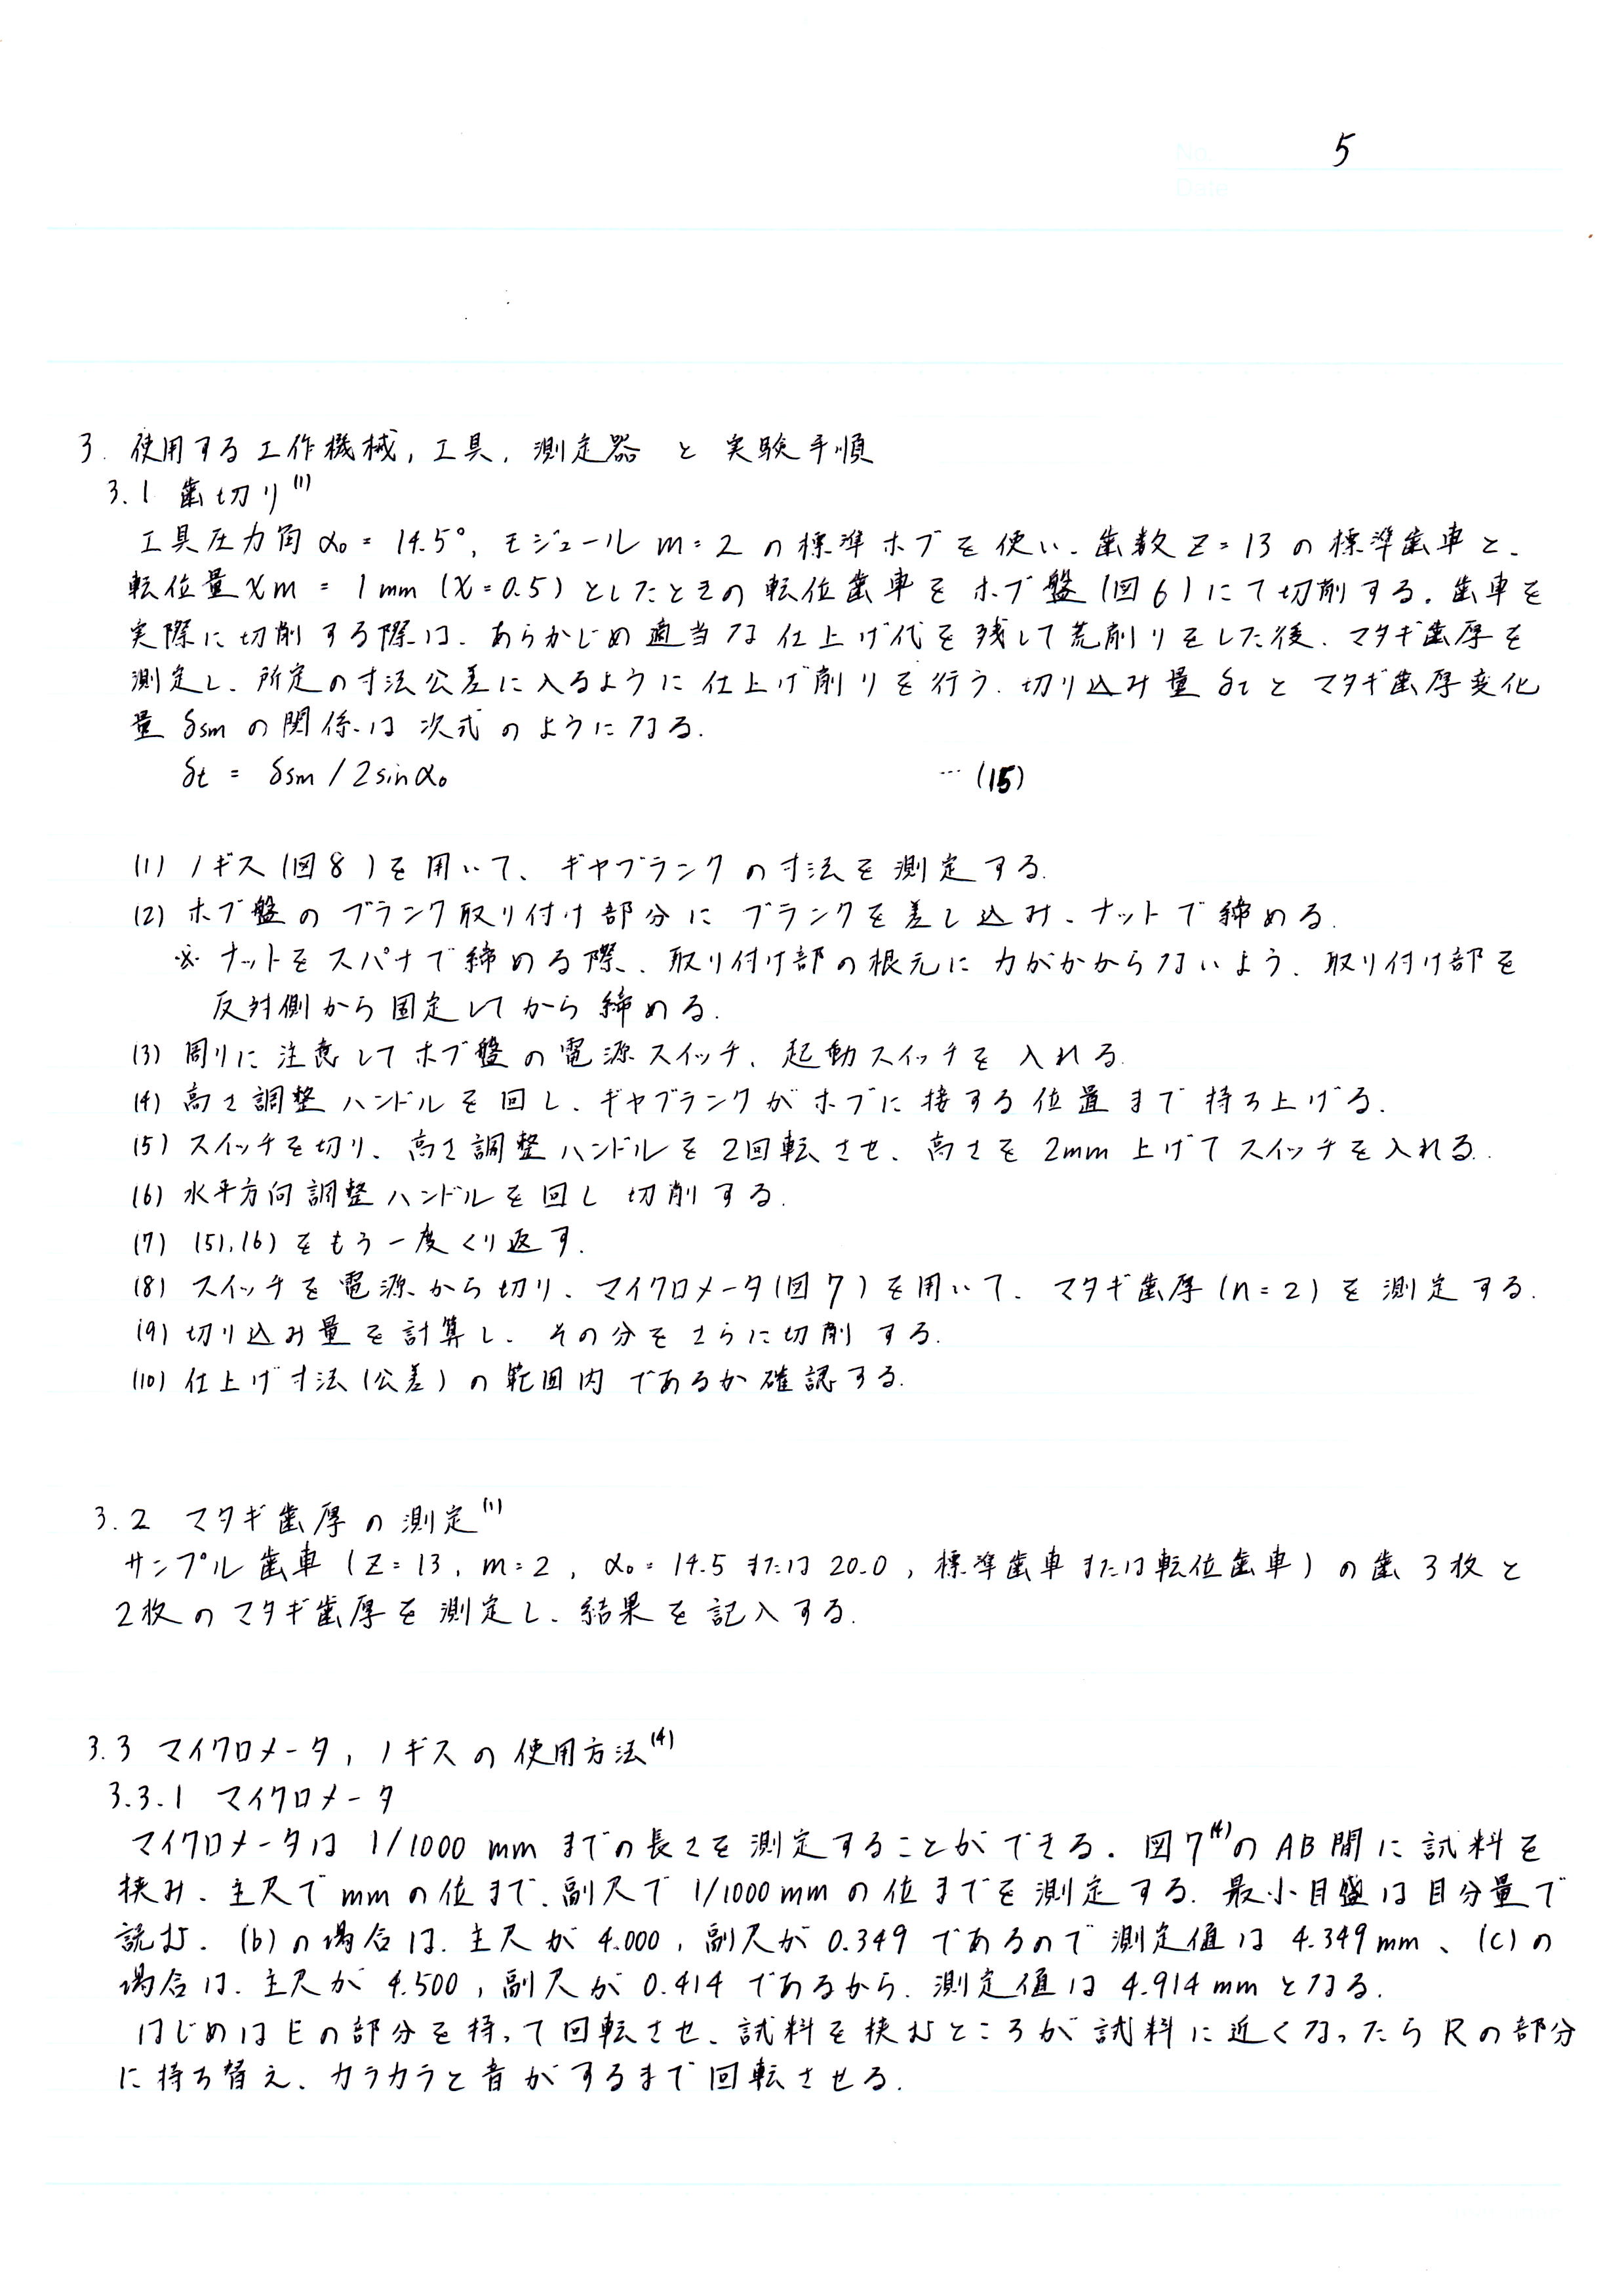 No.
5
Date
3. 使用する工作機械, 工具, 測定器 と 実験手順
3.1 歯切り(1)
工具圧力角α₀ = 14.5°, モジュールm = 2 の標準ホブを使い、歯数Z = 13 の標準歯車と、
転位量χm = 1mm (χ = 0.5) としたときの転位歯車をホブ盤(図6)にて切削する. 歯車を
実際に切削する際は、あらかじめ適当な仕上げ代を残して荒削りをした後、マタギ歯厚を
測定し、所定の寸法公差に入るように仕上げ削りを行う. 切り込み量δtとマタギ歯厚変化
量δsmの関係は次式のようになる.
δt = δsm / 2sinα₀ … (15)
(1) ノギス(図8)を用いて、ギヤブランクの寸法を測定する.
(2) ホブ盤のブランク取り付け部分にブランクを差し込み、ナットで締める.
※ ナットをスパナで締める際、取り付け部の根元に力がかからないよう、取り付け部を
反対側から固定してから締める.
(3) 周りに注意してホブ盤の電源スイッチ、起動スイッチを入れる.
(4) 高さ調整ハンドルを回し、ギヤブランクがホブに接する位置まで持ち上げる.
(5) スイッチを切り、高さ調整ハンドルを2回転させ、高さを2mm上げてスイッチを入れる.
(6) 水平方向調整ハンドルを回し切削する.
(7) (5),(6)をもう一度くり返す.
(8) スイッチを電源から切り、マイクロメータ(図7)を用いて、マタギ歯厚(n = 2)を測定する.
(9) 切り込み量を計算し、その分をさらに切削する.
(10) 仕上げ寸法(公差)の範囲内であるか確認する.
3.2 マタギ歯厚の測定(1)
サンプル歯車 (Z = 13, m = 2, α₀ = 14.5または20.0, 標準歯車または転位歯車)の歯3枚と
2枚のマタギ歯厚を測定し、結果を記入する.
3.3 マイクロメータ, ノギスの使用方法(4)
3.3.1 マイクロメータ
マイクロメータは 1/1000 mm までの長さを測定することができる. 図7(4)のAB間に試料を
挟み、主尺でmmの位まで、副尺で1/1000mmの位までを測定する. 最小目盛は目分量で
読む. (b)の場合は、主尺が4.000, 副尺が0.349であるので測定値は4.349mm、(c)の
場合は、主尺が4.500, 副尺が0.414であるから、測定値は4.914mmとなる.
はじめはEの部分を持って回転させ、試料を挟むところが試料に近くなったらRの部分
に持ち替え、カラカラと音がするまで回転させる.